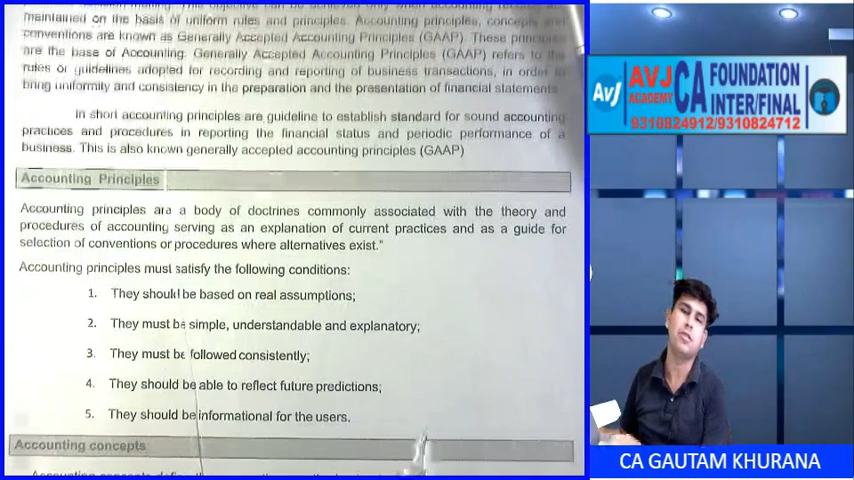 maintained on the basis of uniform rules and principles. Accounting principles, concepts and
conventions are known as Generally Accepted Accounting Principles (GAAP). These principles
are the base of Accounting. Generally Accepted Accounting Principles (GAAP) refers to the
rules or guidelines adopted for recording and reporting of business transactions, in order to
bring uniformity and consistency in the preparation and the presentation of financial statements
In short accounting principles are guideline to establish standard for sound accounting
practices and procedures in reporting the financial status and periodic performance of a
business. This is also known generally accepted accounting principles (GAAP)
Accounting Principles
Accounting principles are a body of doctrines commonly associated with the theory and
procedures of accounting serving as an explanation of current practices and as a guide for
selection of conventions or procedures where alternatives exist."
Accounting principles must satisfy the following conditions:
1. They should be based on real assumptions;
2. They must be simple, understandable and explanatory;
3. They must be followed consistently;
4. They should be able to reflect future predictions;
5. They should be informational for the users.
Accounting concepts
AVJ
AVJ
ACADEMY
CA
FOUNDATION
INTER/FINAL
9310824912/9310824712
CA GAUTAM KHURANA